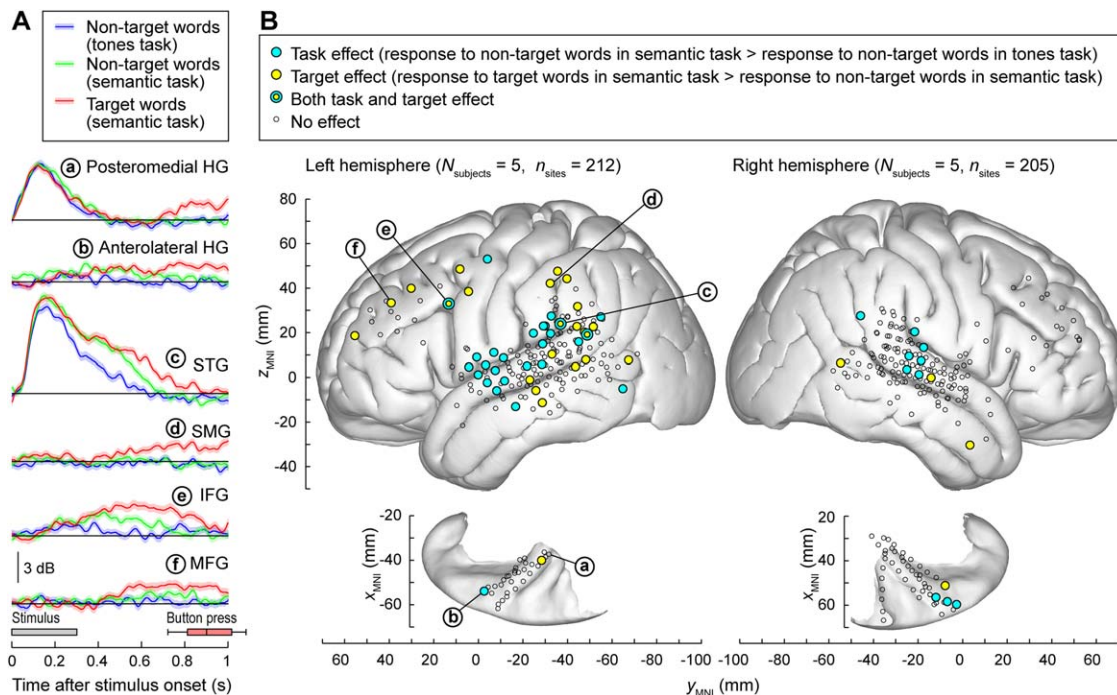 A
Non-target words
(tones task)
Non-target words
(semantic task)
Target words
(semantic task)
a Posteromedial HG
b Anterolateral HG
c STG
d SMG
e IFG
f MFG
3 dB
Stimulus
Button press
0 0.2 0.4 0.6 0.8 1
Time after stimulus onset (s)
B
Task effect (response to non-target words in semantic task > response to non-target words in tones task)
Target effect (response to target words in semantic task > response to non-target words in semantic task)
Both task and target effect
No effect
Left hemisphere (Nsubjects = 5, nsites = 212)
Right hemisphere (Nsubjects = 5, nsites = 205)
80
60
40
20
0
-20
-40
zMNI (mm)
f
e
d
c
-20
-40
-60
xMNI (mm)
a
b
20
40
60
xMNI (mm)
60 40 20 0 -20 -40 -60 -80 -100
-100 -80 -60 -40 -20 0 20 40 60
yMNI (mm)